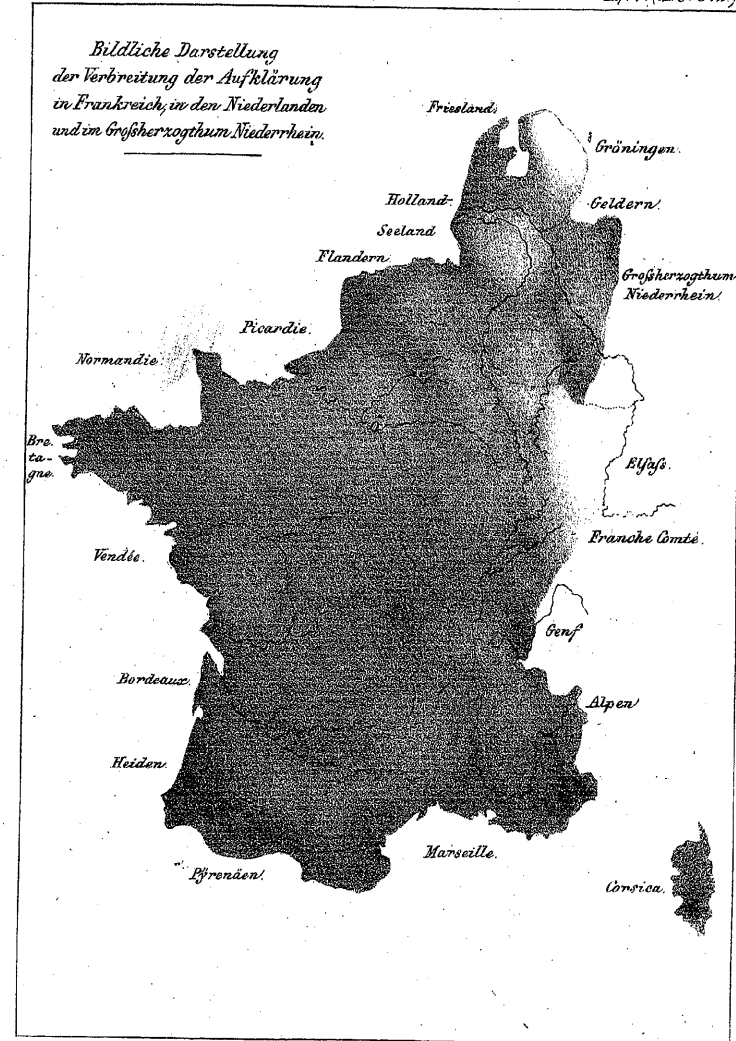 Bildliche Darstellung
der Verbreitung der Aufklärung
in Frankreich, in den Niederlanden
und im Großherzogthum Niederrhein.
Friesland.
Gröningen.
Holland.
Geldern.
Seeland
Flandern.
Großherzogthum
Niederrhein.
Picardie.
Normandie
Bre.
ta-
gne.
Elsaß.
Franche Comté.
Vendée.
Genf
Bordeaux.
Alpen
Heiden.
Marseille.
Pÿrenäen.
Corsica.